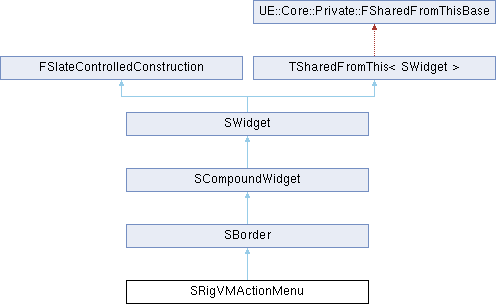 UE::Core::Private::FSharedFromThisBase
FSlateControlledConstruction
TSharedFromThis< SWidget >
SWidget
SCompoundWidget
SBorder
SRigVMActionMenu